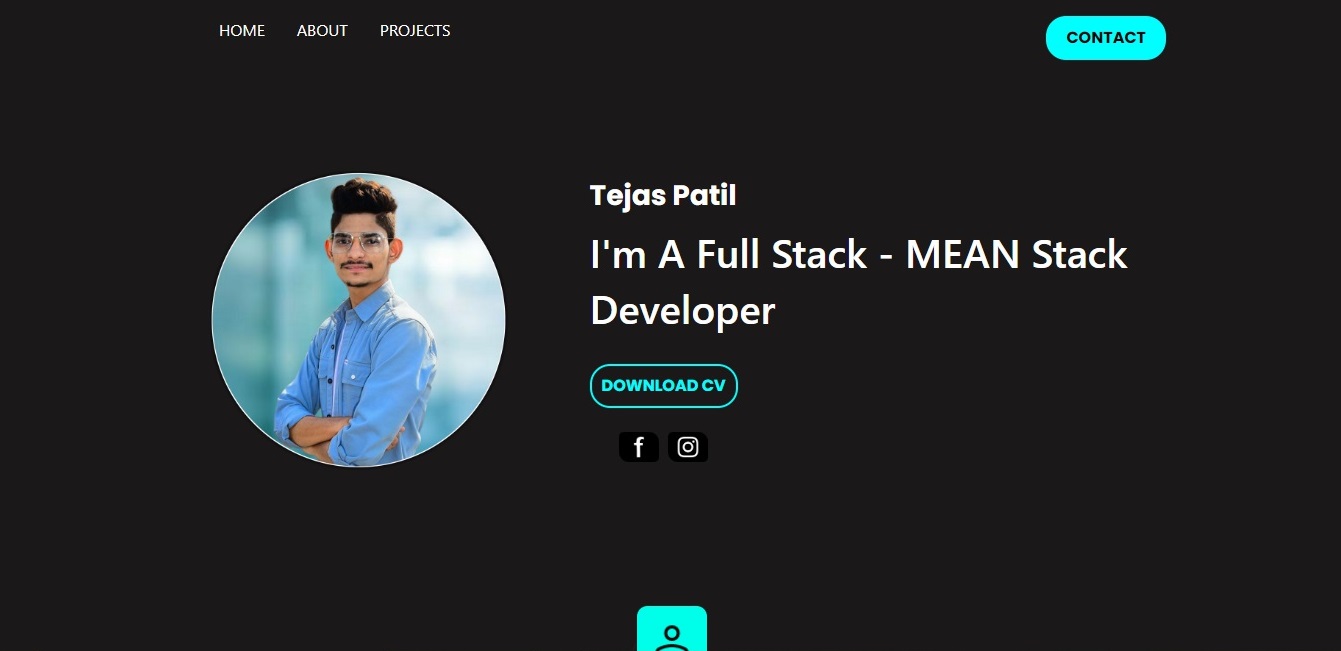 HOME ABOUT PROJECTS CONTACT
Tejas Patil
I'm A Full Stack - MEAN Stack
Developer
DOWNLOAD CV